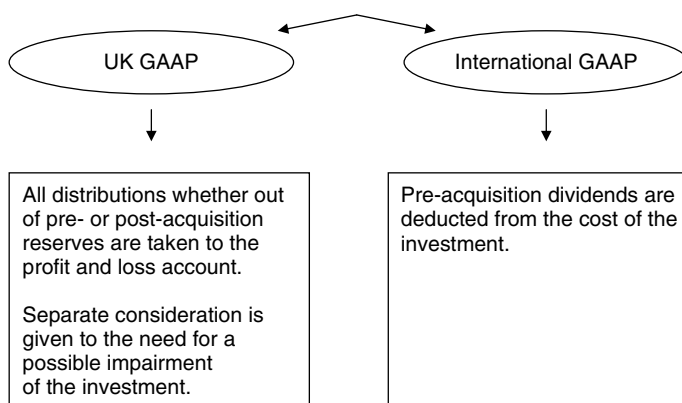 UK GAAP
International GAAP
All distributions whether out
of pre- or post-acquisition
reserves are taken to the
profit and loss account.
Separate consideration is
given to the need for a
possible impairment
of the investment.
Pre-acquisition dividends are
deducted from the cost of the
investment.